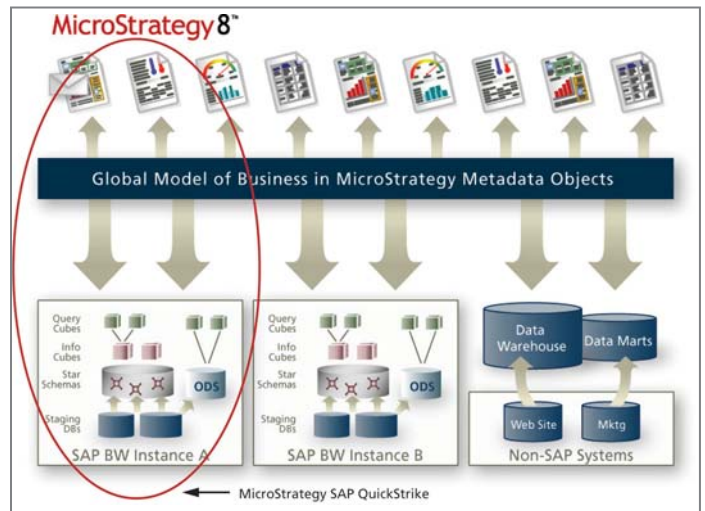 MicroStrategy 8™
Global Model of Business in MicroStrategy Metadata Objects
Query
Cubes
Info
Cubes
Star
Schemas
ODS
Staging
DBs
SAP BW Instance A
Query
Cubes
Info
Cubes
Star
Schemas
ODS
Staging
DBs
SAP BW Instance B
Data
Warehouse
Data Marts
Web Site
Mktg
Non-SAP Systems
MicroStrategy SAP QuickStrike